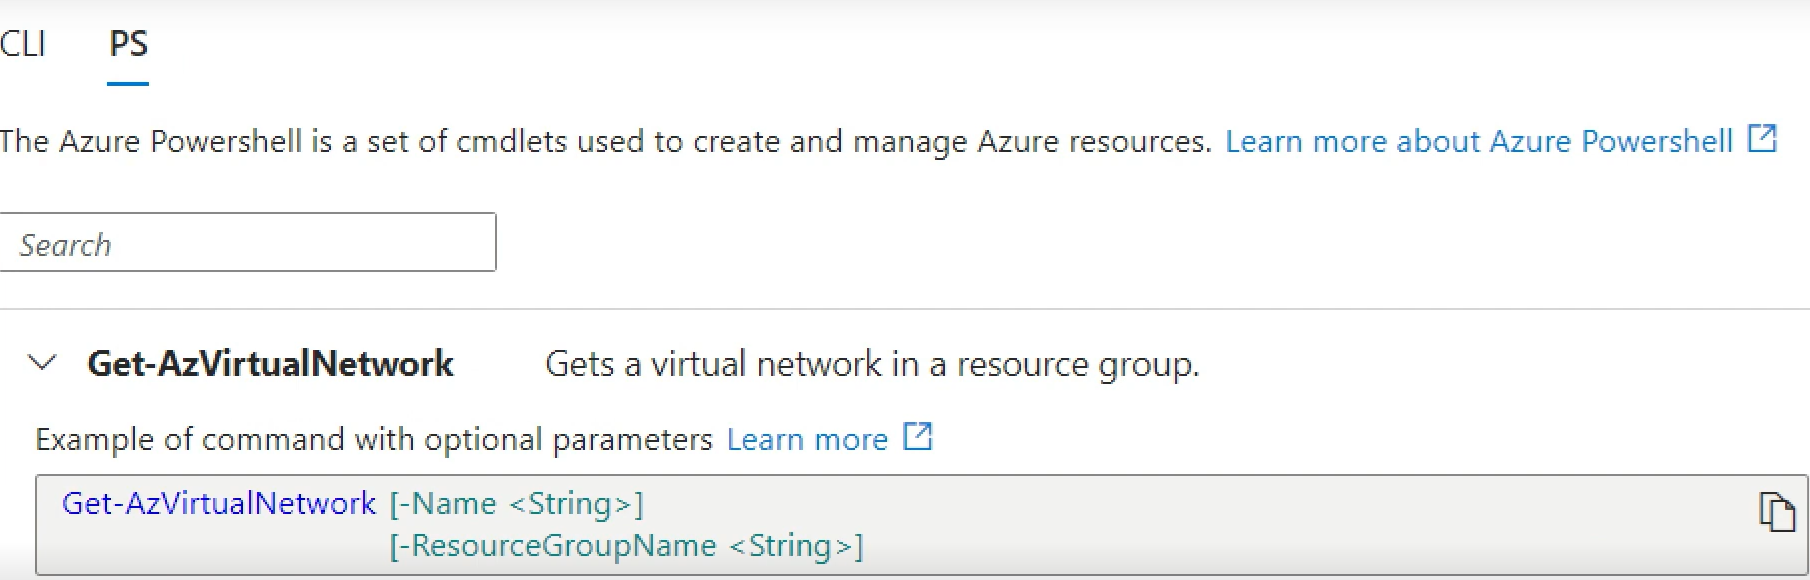 CLI PS
The Azure Powershell is a set of cmdlets used to create and manage Azure resources. Learn more about Azure Powershell
Search
Get-AzVirtualNetwork Gets a virtual network in a resource group.
Example of command with optional parameters Learn more
Get-AzVirtualNetwork [-Name <String>]
[-ResourceGroupName <String>]